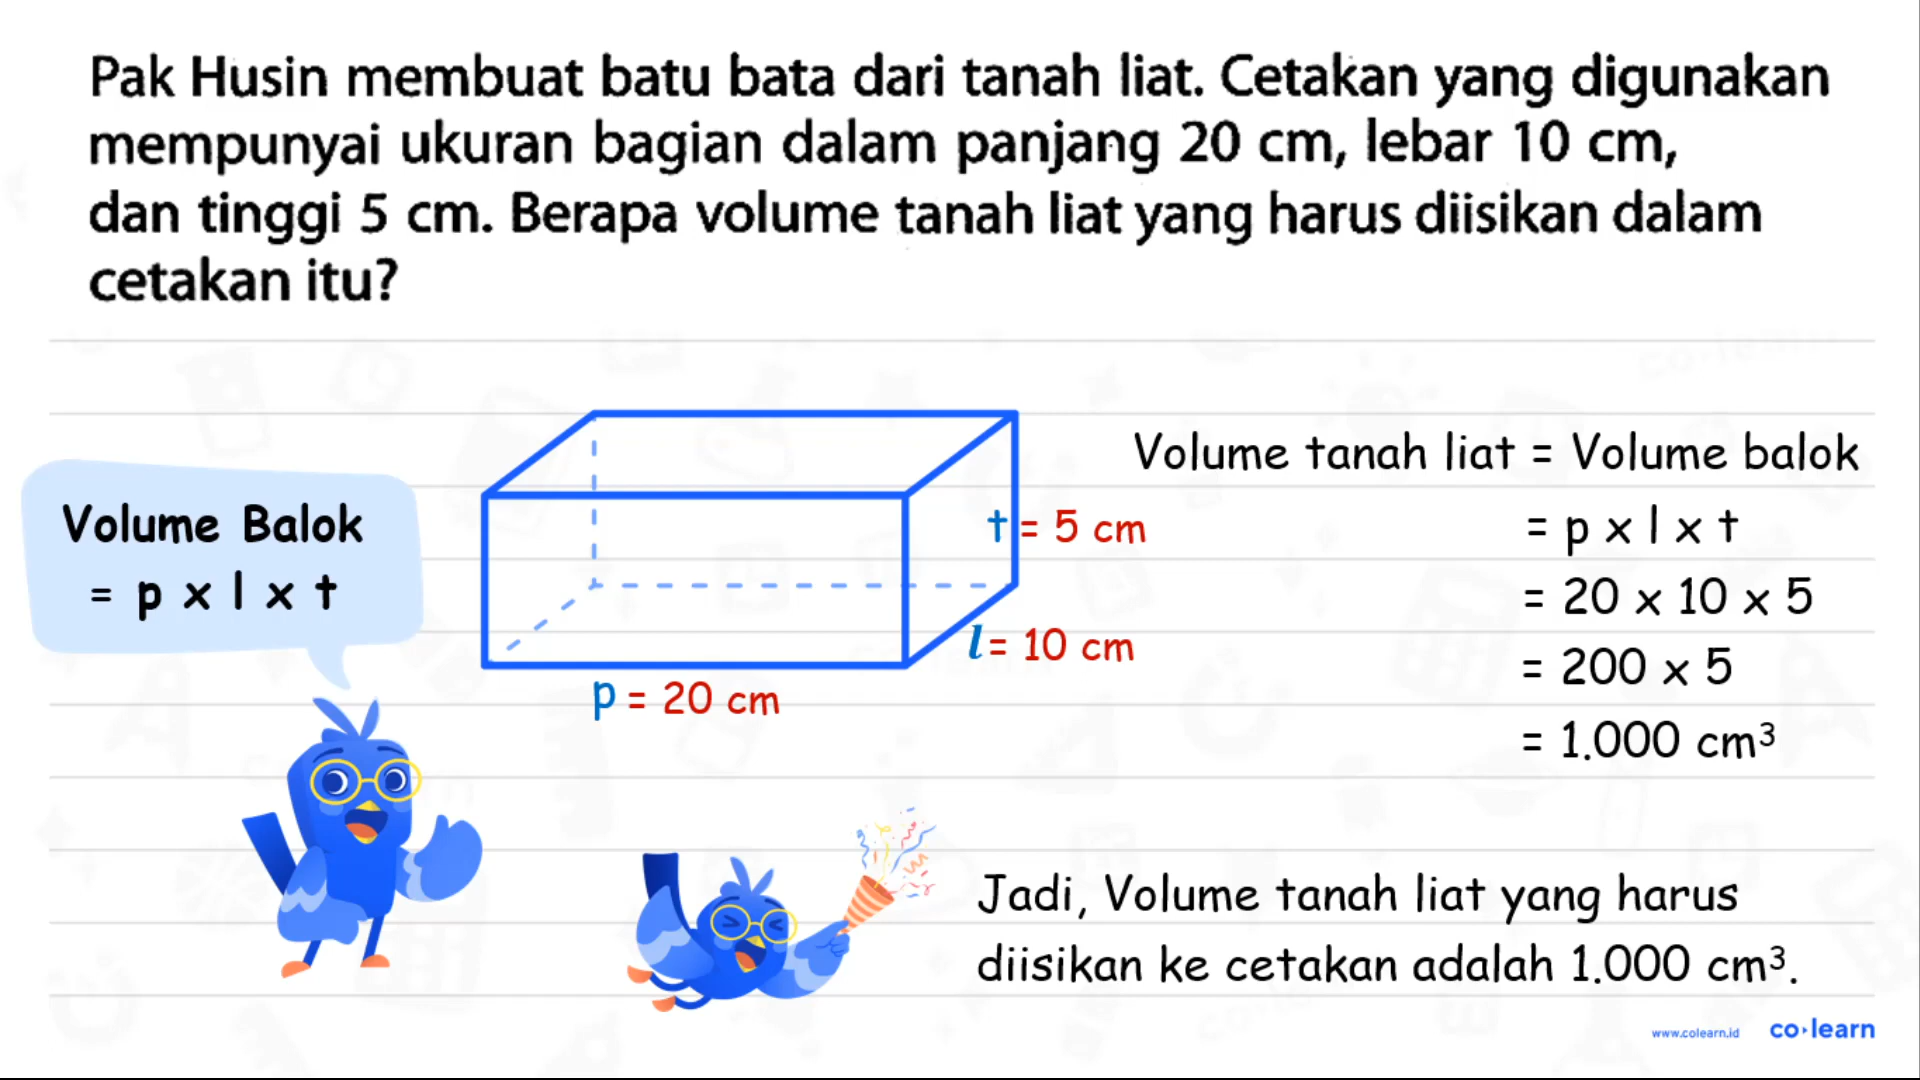 Pak Husin membuat batu bata dari tanah liat. Cetakan yang digunakan
mempunyai ukuran bagian dalam panjang 20 cm, lebar 10 cm,
dan tinggi 5 cm. Berapa volume tanah liat yang harus diisikan dalam
cetakan itu?
Volume Balok
= p x l x t
t = 5 cm
l = 10 cm
p = 20 cm
Volume tanah liat = Volume balok
= p x l x t
= 20 x 10 x 5
= 200 x 5
= 1.000 cm³
Jadi, Volume tanah liat yang harus
diisikan ke cetakan adalah 1.000 cm³.
www.colearn.id co·learn